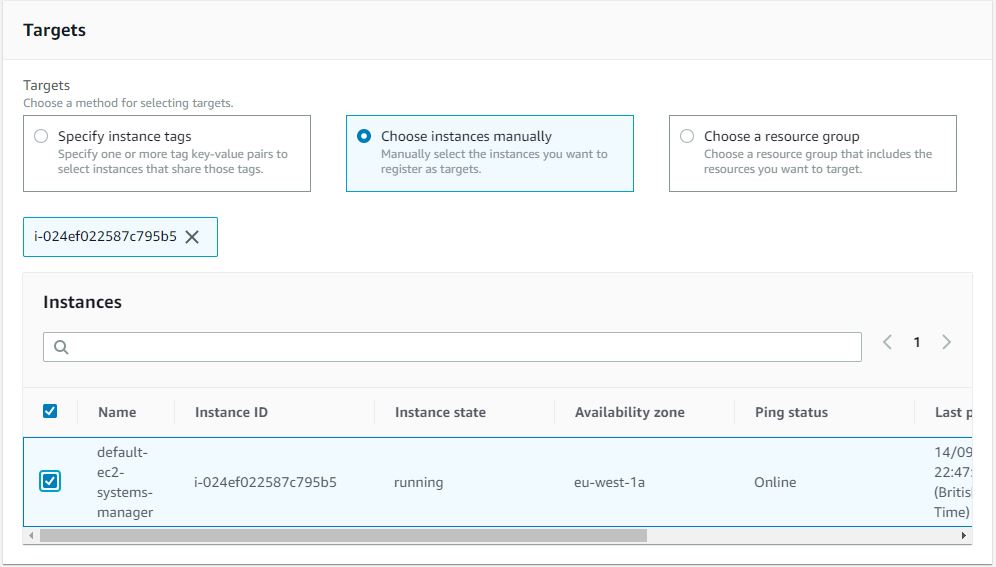 Targets
Targets
Choose a method for selecting targets.
Specify instance tags
Specify one or more tag key-value pairs to
select instances that share those tags.
Choose instances manually
Manually select the instances you want to
register as targets.
Choose a resource group
Choose a resource group that includes the
resources you want to target.
i-024ef022587c795b5
Instances
1
Name Instance ID Instance state Availability zone Ping status Last p
default-
ec2-
systems-
manager
i-024ef022587c795b5 running eu-west-1a Online
14/09
22:47:
(Britis
Time)